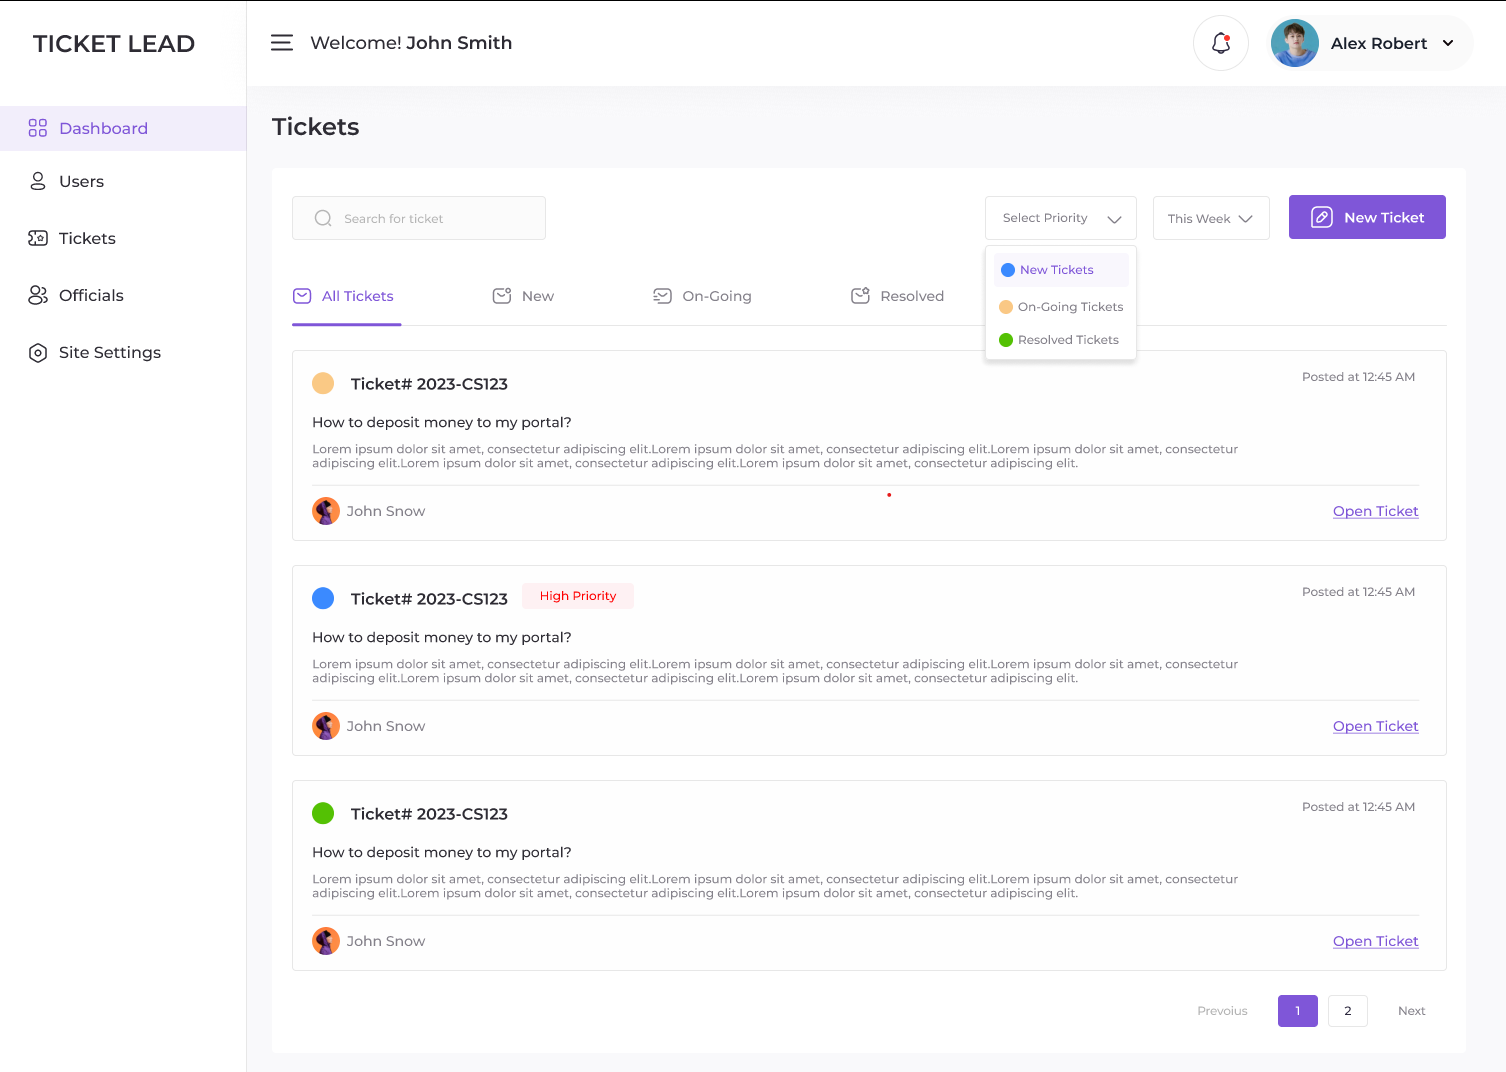 TICKET LEAD
Welcome! John Smith
Alex Robert
Dashboard
Users
Tickets
Officials
Site Settings
Tickets
Search for ticket
Select Priority
This Week
New Ticket
New Tickets
On-Going Tickets
Resolved Tickets
All Tickets
New
On-Going
Resolved
Ticket# 2023-CS123
Posted at 12:45 AM
How to deposit money to my portal?
Lorem ipsum dolor sit amet, consectetur adipiscing elit.Lorem ipsum dolor sit amet, consectetur adipiscing elit.Lorem ipsum dolor sit amet, consectetur
adipiscing elit.Lorem ipsum dolor sit amet, consectetur adipiscing elit.Lorem ipsum dolor sit amet, consectetur adipiscing elit.
John Snow
Open Ticket
Ticket# 2023-CS123
High Priority
Posted at 12:45 AM
How to deposit money to my portal?
Lorem ipsum dolor sit amet, consectetur adipiscing elit.Lorem ipsum dolor sit amet, consectetur adipiscing elit.Lorem ipsum dolor sit amet, consectetur
adipiscing elit.Lorem ipsum dolor sit amet, consectetur adipiscing elit.Lorem ipsum dolor sit amet, consectetur adipiscing elit.
John Snow
Open Ticket
Ticket# 2023-CS123
Posted at 12:45 AM
How to deposit money to my portal?
Lorem ipsum dolor sit amet, consectetur adipiscing elit.Lorem ipsum dolor sit amet, consectetur adipiscing elit.Lorem ipsum dolor sit amet, consectetur
adipiscing elit.Lorem ipsum dolor sit amet, consectetur adipiscing elit.Lorem ipsum dolor sit amet, consectetur adipiscing elit.
John Snow
Open Ticket
Prevoius
1
2
Next